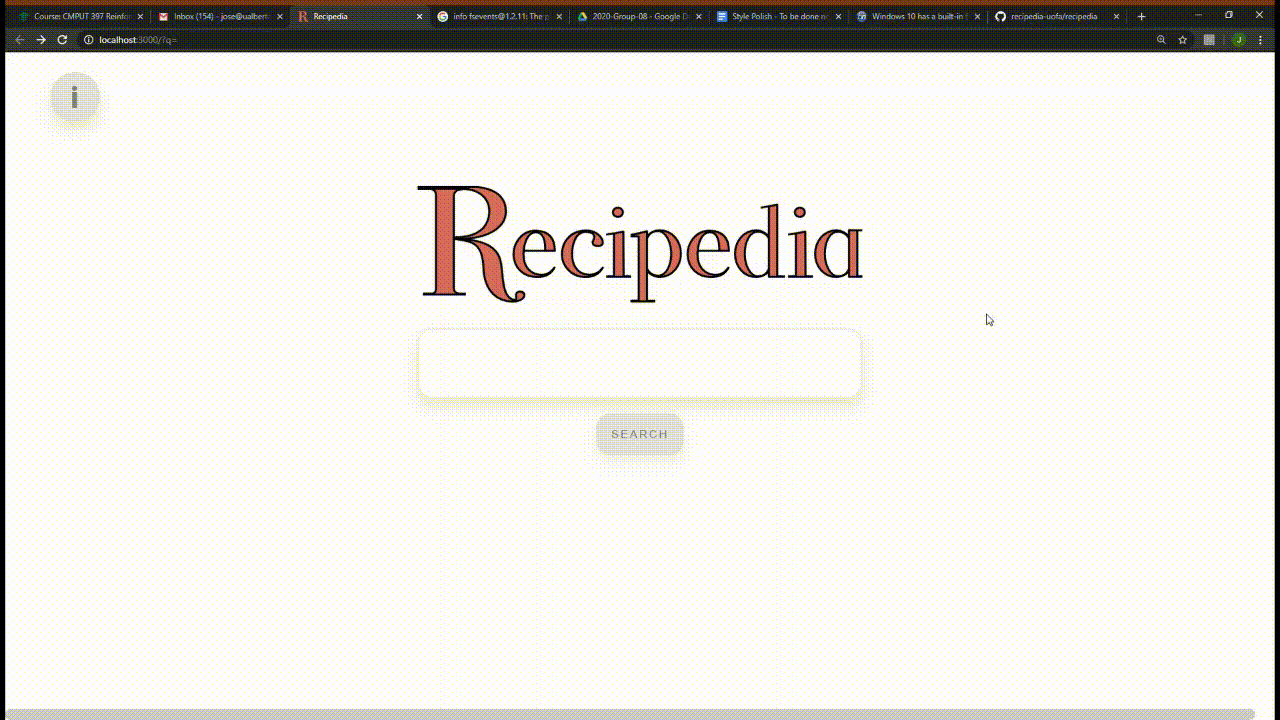 Course: CMPUT 397 Reinf
Inbox (154) - jose@ualbert
Recipedia
info fsevents@1.2.11: The p
2020-Group-08 - Google D
Style Polish - To be done n
Windows 10 has a built-in
recipedia-uofa/recipedia
localhost:3000/?q=
J
i
Recipedia
SEARCH